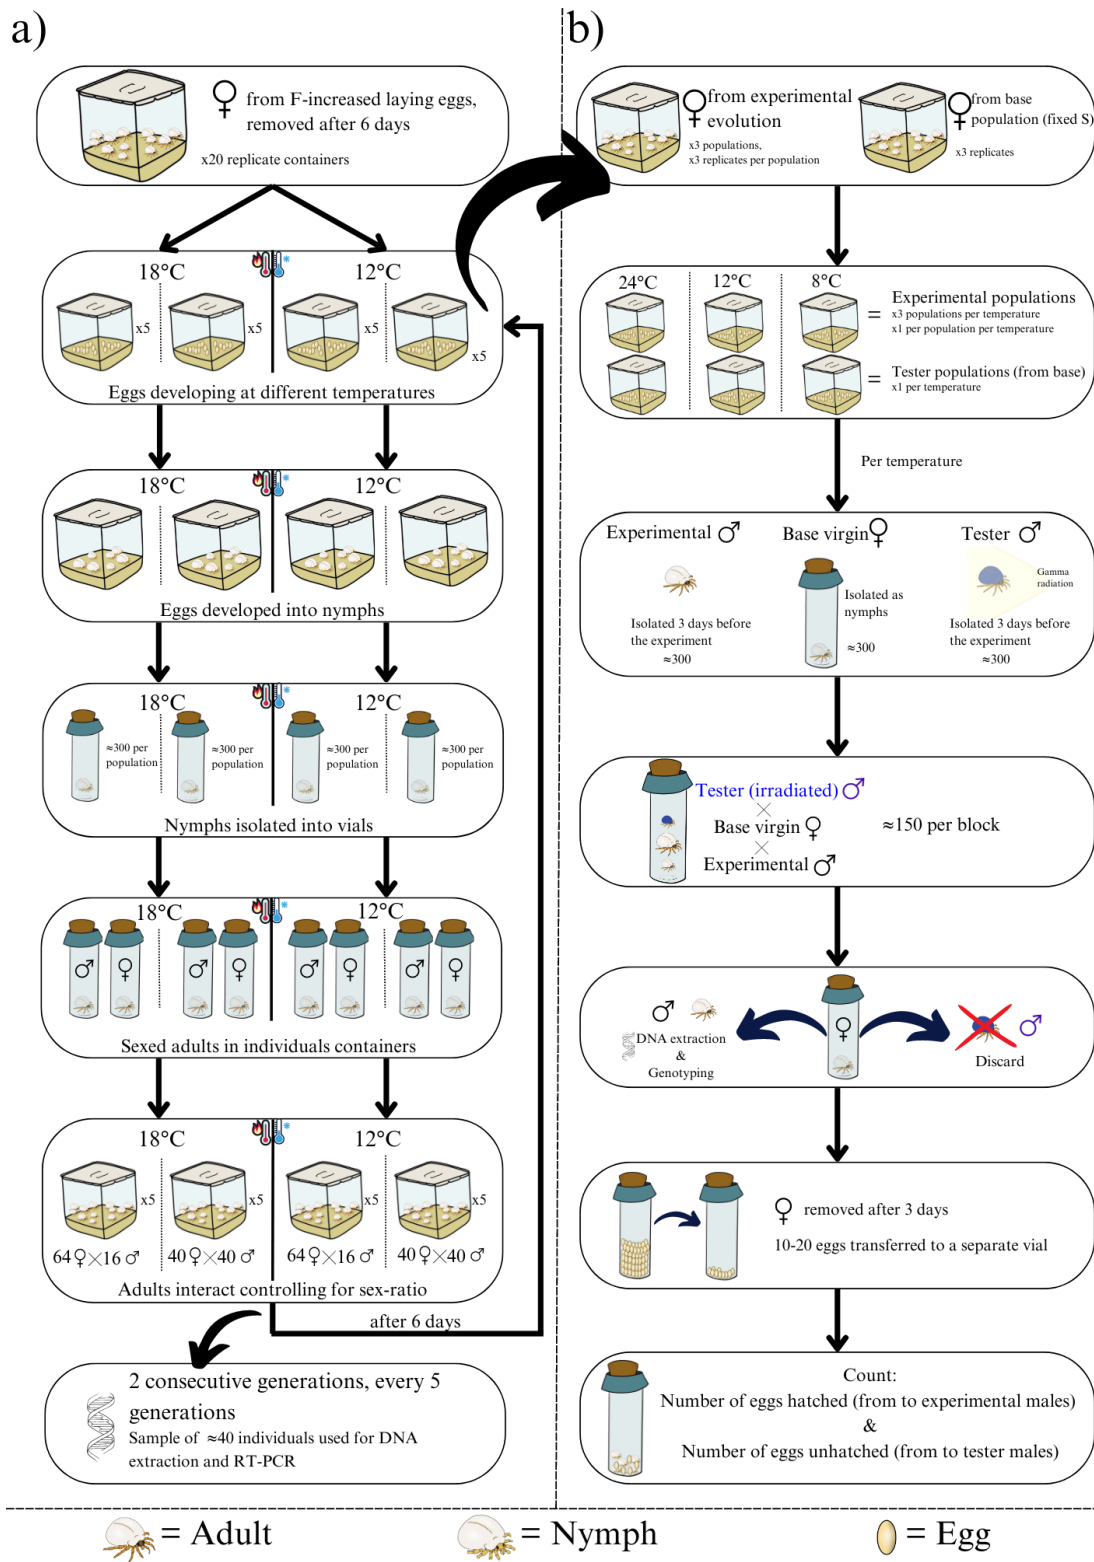 a)
♀ from F-increased laying eggs,
removed after 6 days
x20 replicate containers
18°C 12°C
x5 x5 x5 x5
Eggs developing at different temperatures
18°C 12°C
Eggs developed into nymphs
18°C 12°C
≈300 per population ≈300 per population ≈300 per population ≈300 per population
Nymphs isolated into vials
18°C 12°C
♂ ♀ ♂ ♀ ♂ ♀ ♂ ♀
Sexed adults in individuals containers
18°C 12°C
x5 x5 x5 x5
64♀×16♂ 40♀×40♂ 64♀×16♂ 40♀×40♂
Adults interact controlling for sex-ratio
after 6 days
2 consecutive generations, every 5
generations
Sample of ≈40 individuals used for DNA
extraction and RT-PCR
b)
♀ from experimental
evolution
x3 populations,
x3 replicates per population
♀ from base
population (fixed S)
x3 replicates
24°C 12°C 8°C
= Experimental populations
x3 populations per temperature
x1 per population per temperature
= Tester populations (from base)
x1 per temperature
Per temperature
Experimental ♂
Isolated 3 days before
the experiment
≈300
Base virgin ♀
Isolated as
nymphs
≈300
Tester ♂
Gamma
radiation
Isolated 3 days before
the experiment
≈300
Tester (irradiated) ♂
×
Base virgin ♀
×
Experimental ♂
≈150 per block
♂
DNA extraction
&
Genotyping
♀
♂
Discard
♀ removed after 3 days
10-20 eggs transferred to a separate vial
Count:
Number of eggs hatched (from to experimental males)
&
Number of eggs unhatched (from to tester males)
= Adult = Nymph = Egg